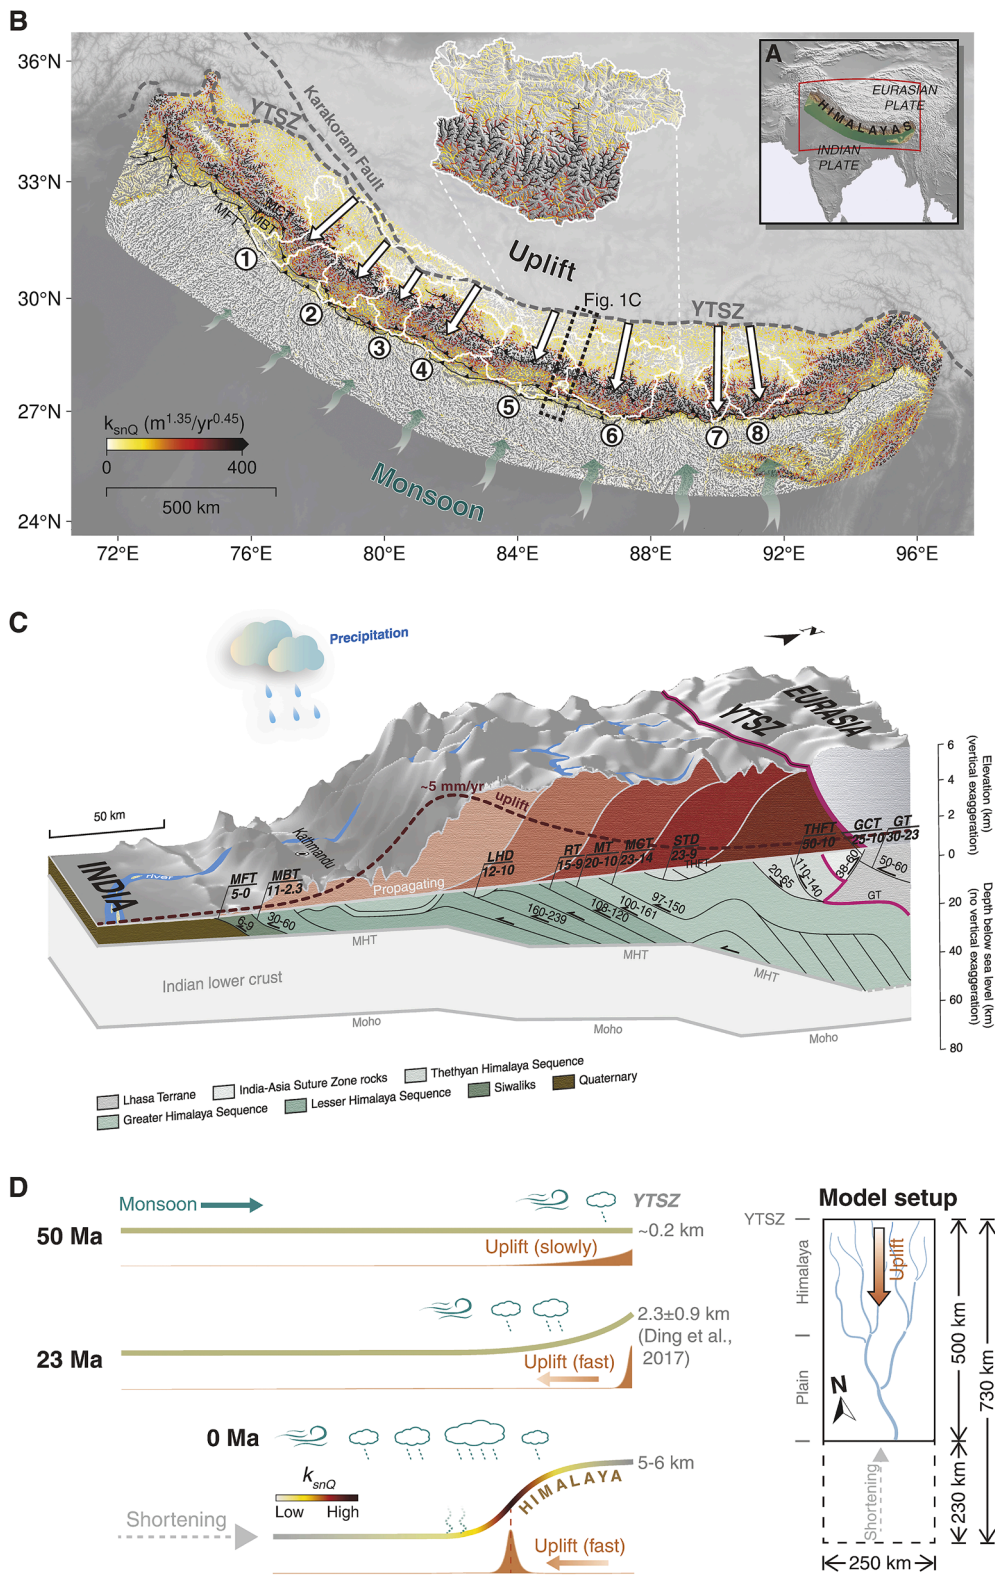 B
36°N
33°N
30°N
27°N
24°N
72°E
76°E
80°E
84°E
88°E
92°E
96°E
YTSZ
Karakoram Fault
MFT
MBT
MCT
Uplift
Fig. 1C
YTSZ
1
2
3
4
5
6
7
8
Monsoon
ksnQ (m1.35/yr0.45)
0
400
500 km
A
EURASIAN
PLATE
HIMALAYAS
INDIAN
PLATE
C
Precipitation
N
EURASIA
YTSZ
50 km
~5 mm/yr
uplift
Kathmandu
INDIA
river
Propagating
MFT
5-0
MBT
11-2.3
LHD
12-10
RT
15-9
MT
20-10
MGT
23-14
STD
23-9
THFT
THFT
50-10
GCT
25-10
GT
30-23
6-9
30-60
160-239
108-120
100-161
97-150
20-65
110-140
38-60
50-60
GT
MHT
MHT
MHT
Indian lower crust
Moho
Moho
Moho
6
4
2
0
20
40
60
80
Elevation (km)
(vertical exaggeration)
Depth below sea level (km)
(no vertical exaggeration)
Lhasa Terrane
India-Asia Suture Zone rocks
Thethyan Himalaya Sequence
Greater Himalaya Sequence
Lesser Himalaya Sequence
Siwaliks
Quaternary
D
Monsoon
YTSZ
50 Ma
~0.2 km
Uplift (slowly)
23 Ma
2.3±0.9 km
(Ding et al.,
2017)
Uplift (fast)
0 Ma
ksnQ
Low High
HIMALAYA
5-6 km
Shortening
Uplift (fast)
Model setup
YTSZ
Himalaya
Plain
Uplift
N
Shortening
500 km
230 km
730 km
250 km